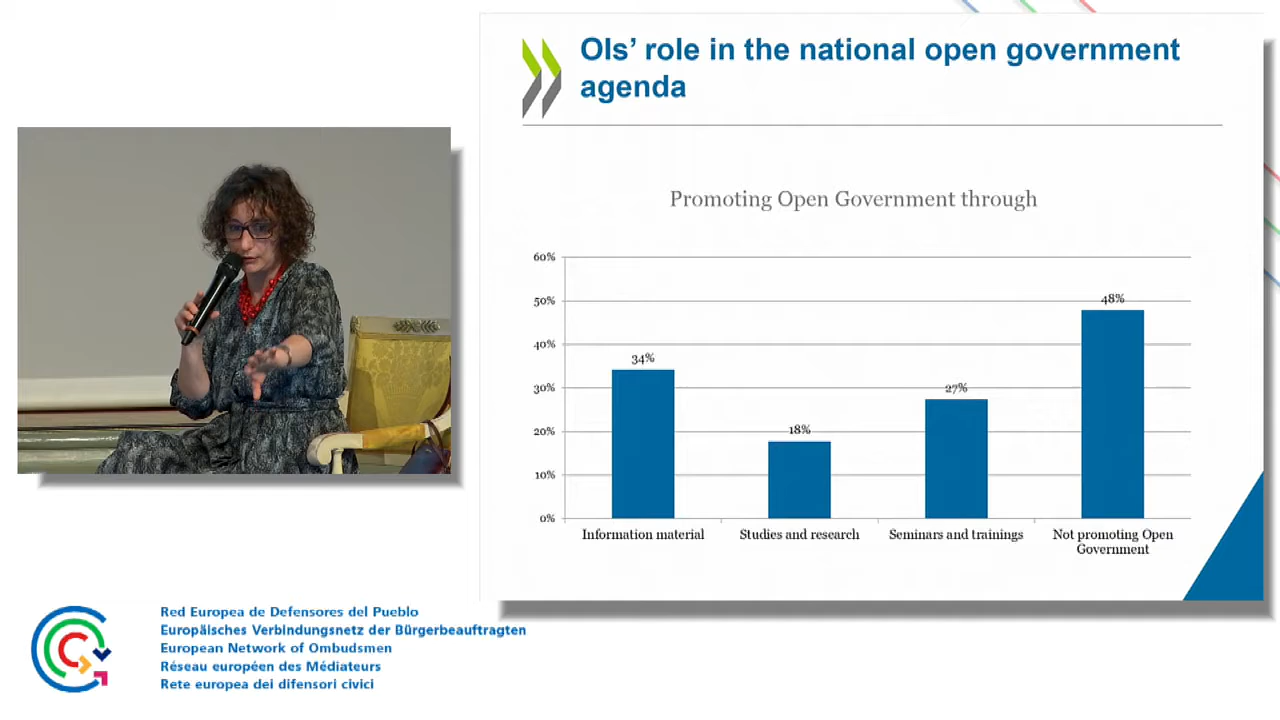 OIs’ role in the national open government
agenda
Promoting Open Government through
60%
50%
40%
30%
20%
10%
0%
34%
18%
27%
48%
Information material
Studies and research
Seminars and trainings
Not promoting Open
Government
Red Europea de Defensores del Pueblo
Europäisches Verbindungsnetz der Bürgerbeauftragten
European Network of Ombudsmen
Réseau européen des Médiateurs
Rete europea dei difensori civici